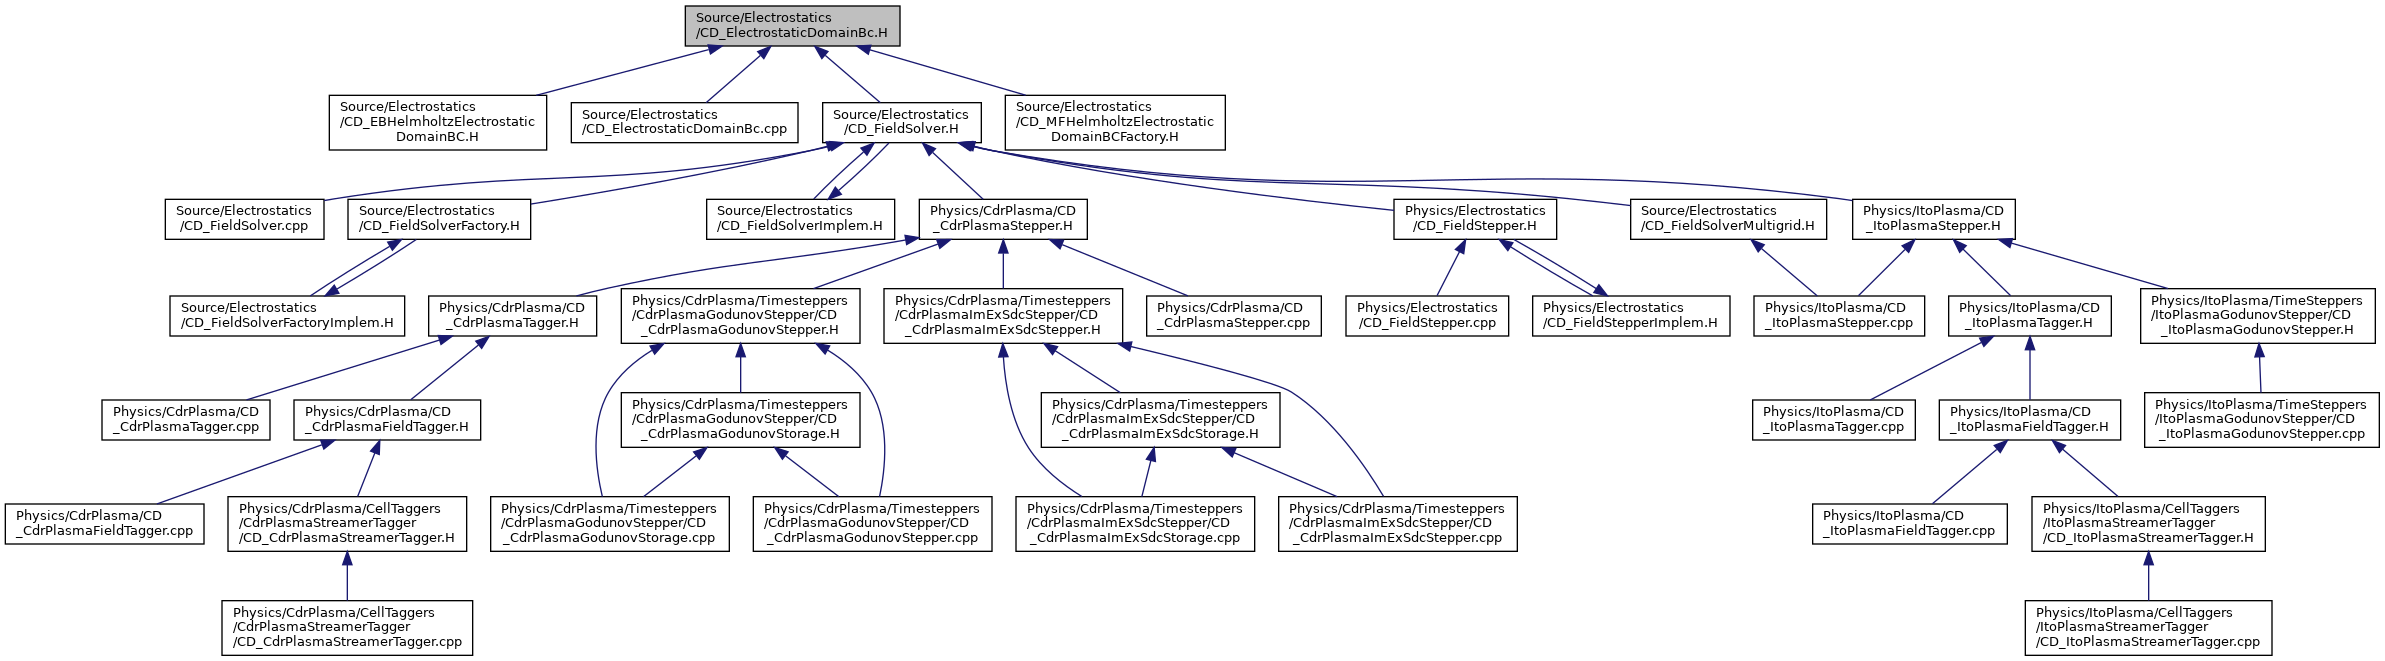 Source/Electrostatics
/CD_ElectrostaticDomainBc.H
Source/Electrostatics
/CD_EBHelmholtzElectrostatic
DomainBC.H
Source/Electrostatics
/CD_ElectrostaticDomainBc.cpp
Source/Electrostatics
/CD_FieldSolver.H
Source/Electrostatics
/CD_MFHelmholtzElectrostatic
DomainBCFactory.H
Source/Electrostatics
/CD_FieldSolver.cpp
Source/Electrostatics
/CD_FieldSolverFactory.H
Source/Electrostatics
/CD_FieldSolverImplem.H
Physics/CdrPlasma/CD
_CdrPlasmaStepper.H
Physics/Electrostatics
/CD_FieldStepper.H
Source/Electrostatics
/CD_FieldSolverMultigrid.H
Physics/ItoPlasma/CD
_ItoPlasmaStepper.H
Source/Electrostatics
/CD_FieldSolverFactoryImplem.H
Physics/CdrPlasma/CD
_CdrPlasmaTagger.H
Physics/CdrPlasma/Timesteppers
/CdrPlasmaGodunovStepper/CD
_CdrPlasmaGodunovStepper.H
Physics/CdrPlasma/Timesteppers
/CdrPlasmaImExSdcStepper/CD
_CdrPlasmaImExSdcStepper.H
Physics/CdrPlasma/CD
_CdrPlasmaStepper.cpp
Physics/Electrostatics
/CD_FieldStepper.cpp
Physics/Electrostatics
/CD_FieldStepperImplem.H
Physics/ItoPlasma/CD
_ItoPlasmaStepper.cpp
Physics/ItoPlasma/CD
_ItoPlasmaTagger.H
Physics/ItoPlasma/TimeSteppers
/ItoPlasmaGodunovStepper/CD
_ItoPlasmaGodunovStepper.H
Physics/CdrPlasma/CD
_CdrPlasmaTagger.cpp
Physics/CdrPlasma/CD
_CdrPlasmaFieldTagger.H
Physics/CdrPlasma/Timesteppers
/CdrPlasmaGodunovStepper/CD
_CdrPlasmaGodunovStorage.H
Physics/CdrPlasma/Timesteppers
/CdrPlasmaImExSdcStepper/CD
_CdrPlasmaImExSdcStorage.H
Physics/ItoPlasma/CD
_ItoPlasmaTagger.cpp
Physics/ItoPlasma/CD
_ItoPlasmaFieldTagger.H
Physics/ItoPlasma/TimeSteppers
/ItoPlasmaGodunovStepper/CD
_ItoPlasmaGodunovStepper.cpp
Physics/CdrPlasma/CD
_CdrPlasmaFieldTagger.cpp
Physics/CdrPlasma/CellTaggers
/CdrPlasmaStreamerTagger
/CD_CdrPlasmaStreamerTagger.H
Physics/CdrPlasma/Timesteppers
/CdrPlasmaGodunovStepper/CD
_CdrPlasmaGodunovStorage.cpp
Physics/CdrPlasma/Timesteppers
/CdrPlasmaGodunovStepper/CD
_CdrPlasmaGodunovStepper.cpp
Physics/CdrPlasma/Timesteppers
/CdrPlasmaImExSdcStepper/CD
_CdrPlasmaImExSdcStorage.cpp
Physics/CdrPlasma/Timesteppers
/CdrPlasmaImExSdcStepper/CD
_CdrPlasmaImExSdcStepper.cpp
Physics/ItoPlasma/CD
_ItoPlasmaFieldTagger.cpp
Physics/ItoPlasma/CellTaggers
/ItoPlasmaStreamerTagger
/CD_ItoPlasmaStreamerTagger.H
Physics/CdrPlasma/CellTaggers
/CdrPlasmaStreamerTagger
/CD_CdrPlasmaStreamerTagger.cpp
Physics/ItoPlasma/CellTaggers
/ItoPlasmaStreamerTagger
/CD_ItoPlasmaStreamerTagger.cpp